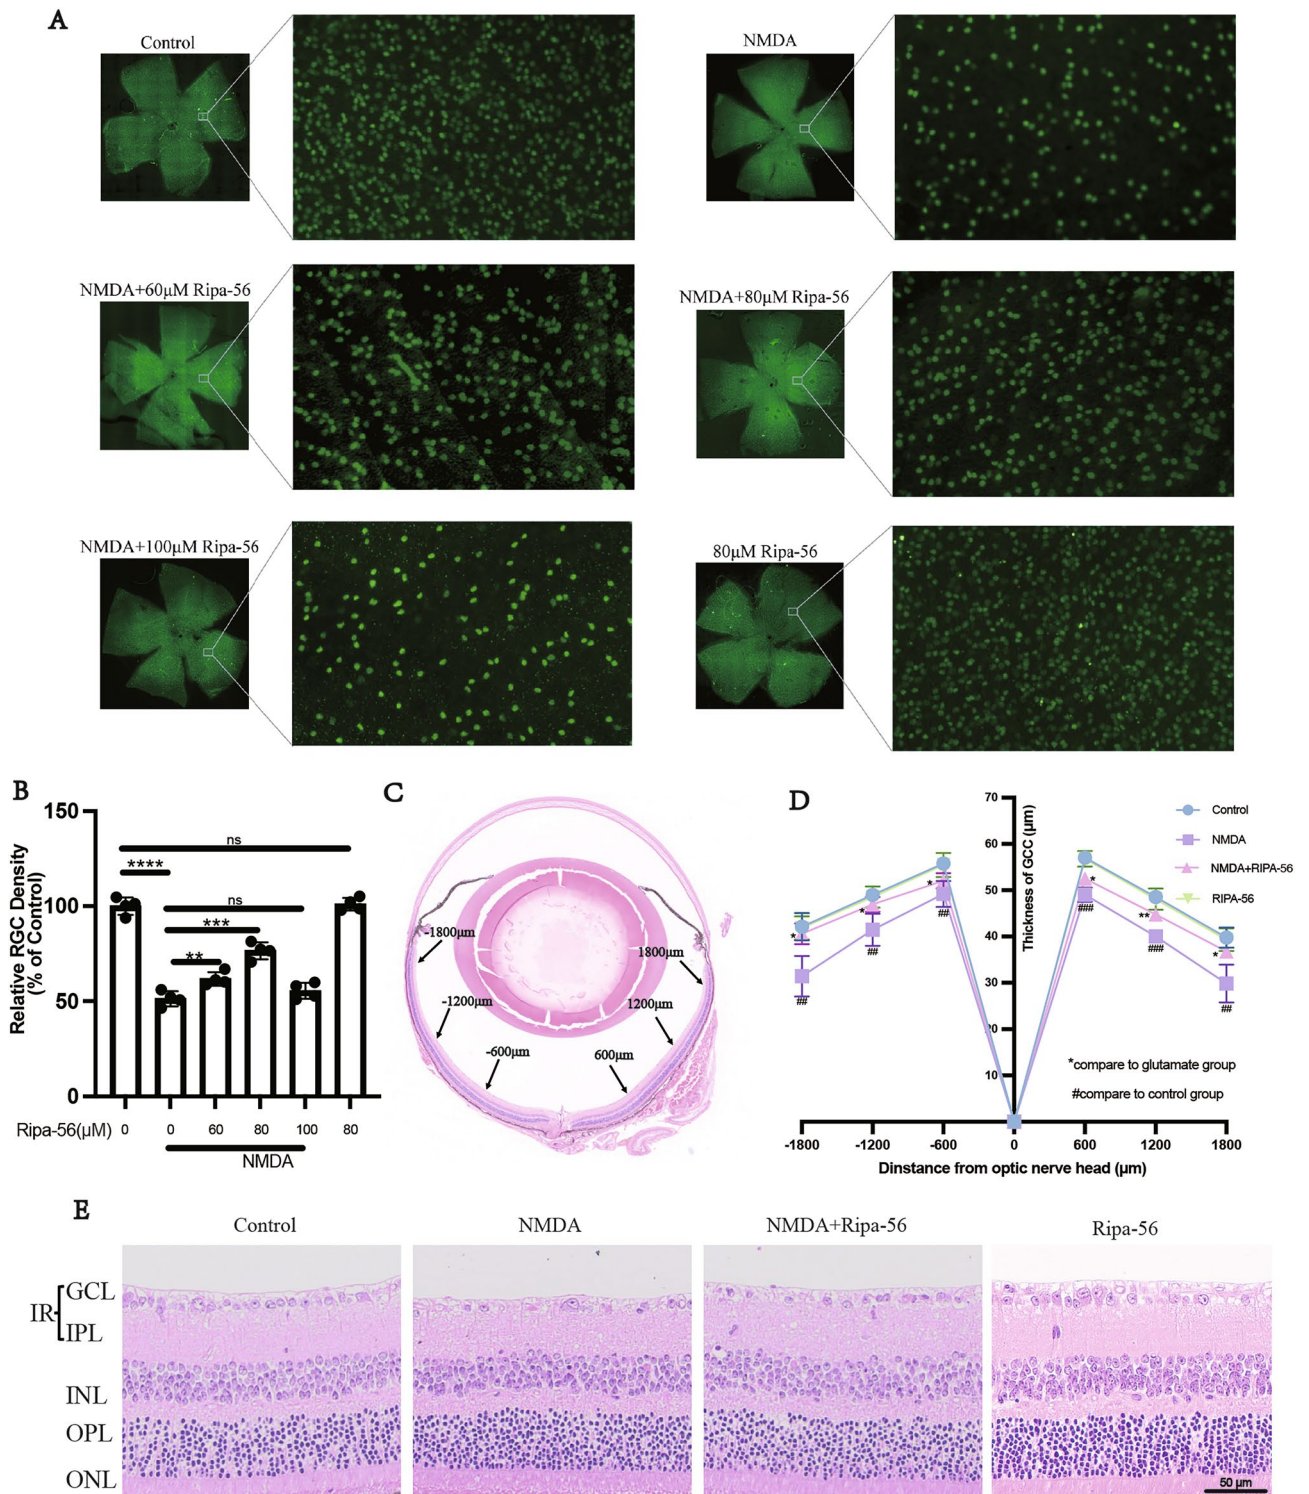 A
Control
NMDA
NMDA+60μM Ripa-56
NMDA+80μM Ripa-56
NMDA+100μM Ripa-56
80μM Ripa-56
B
Relative RGC Density
(% of Control)
150
100
50
0
ns
****
ns
***
**
Ripa-56(μM) 0 0 60 80 100 80
NMDA
C
-1800μm
1800μm
-1200μm
1200μm
-600μm
600μm
D
Thickness of GCC (μm)
70
60
50
40
30
20
10
Control
NMDA
NMDA+RIPA-56
RIPA-56
* * * * ** *
## ## ## ### ### ##
*compare to glutamate group
#compare to control group
-1800 -1200 -600 0 600 1200 1800
Dinstance from optic nerve head (μm)
E
Control NMDA NMDA+Ripa-56 Ripa-56
GCL
IR
IPL
INL
OPL
ONL
50 μm